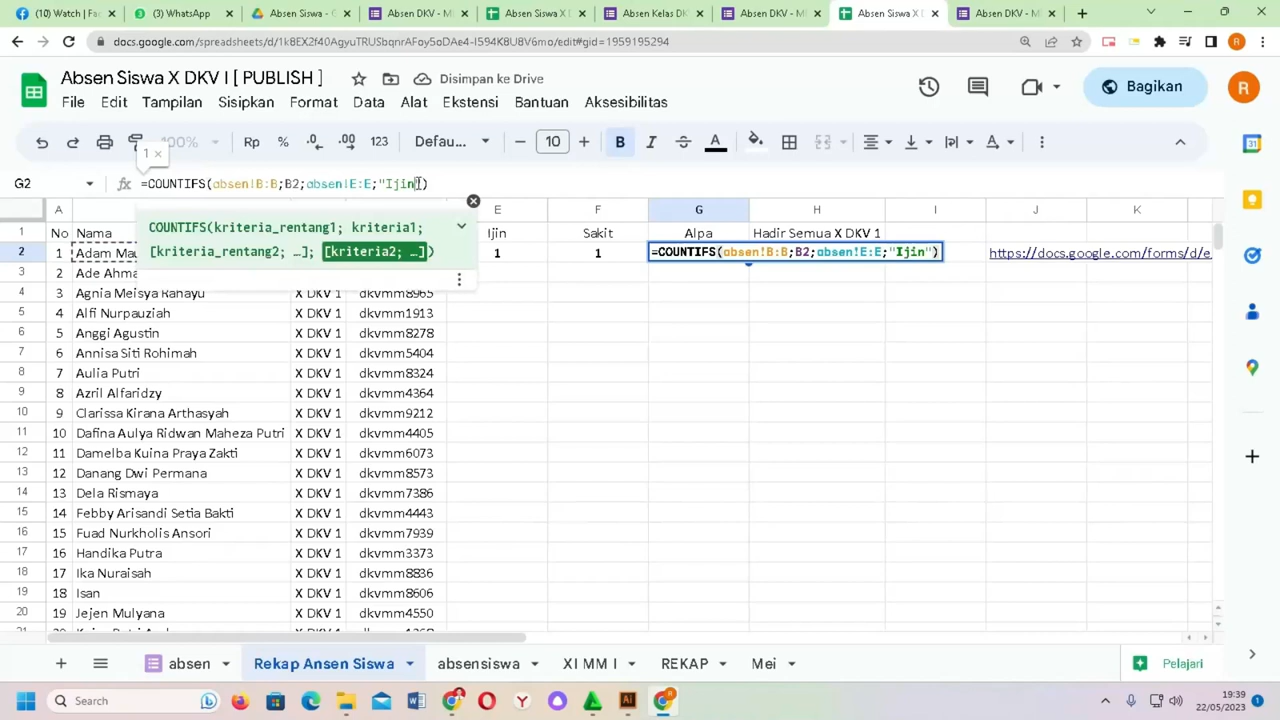 Watch | Fac
(3) WhatsApp
Absen Siswa - G
Absen DKV - M
Absen Siswa X D
Absen Kelas DK
Absen DKV - M
Absen Siswa X D
Absen DKV - M
docs.google.com/spreadsheets/d/1k8EX2f40AgyuTRUSbqnrAFoy5oDAe4-I594K8U8V6mo/edit#gid=1959195294
Absen Siswa X DKV I [ PUBLISH ]
Disimpan ke Drive
File Edit Tampilan Sisipkan Format Data Alat Ekstensi Bantuan Aksesibilitas
Bagikan
R
100%
Rp % .0 .00 123
Defau...
10
B I S A
1 ×
G2
fx =COUNTIFS(absen!B:B;B2;absen!E:E;"Ijin")
COUNTIFS(kriteria_rentang1; kriteria1;
[kriteria_rentang2; …]; [kriteria2; …])
A E F G H I J K
1 No Nama Ijin Sakit Alpa Hadir Semua X DKV 1
2 1 Adam Mau 1 1 =COUNTIFS(absen!B:B;B2;absen!E:E;"Ijin") https://docs.google.com/forms/d/e
3 2 Ade Ahma
4 3 Agnia Meisya Rahayu X DKV 1 dkvmm8965
5 4 Alfi Nurpauziah X DKV 1 dkvmm1913
6 5 Anggi Agustin X DKV 1 dkvmm8278
7 6 Annisa Siti Rohimah X DKV 1 dkvmm5404
8 7 Aulia Putri X DKV 1 dkvmm8324
9 8 Azril Alfaridzy X DKV 1 dkvmm4364
10 9 Clarissa Kirana Arthasyah X DKV 1 dkvmm9212
11 10 Dafina Aulya Ridwan Maheza Putri X DKV 1 dkvmm4405
12 11 Damelba Kuina Praya Zakti X DKV 1 dkvmm6073
13 12 Danang Dwi Permana X DKV 1 dkvmm8573
14 13 Dela Rismaya X DKV 1 dkvmm7386
15 14 Febby Arisandi Setia Bakti X DKV 1 dkvmm4443
16 15 Fuad Nurkholis Ansori X DKV 1 dkvmm7939
17 16 Handika Putra X DKV 1 dkvmm3373
18 17 Ika Nuraisah X DKV 1 dkvmm8836
19 18 Isan X DKV 1 dkvmm8606
20 19 Jejen Mulyana X DKV 1 dkvmm4550
absen Rekap Ansen Siswa absensiswa XI MM I REKAP Mei Pelajari
Search
19:39
22/05/2023